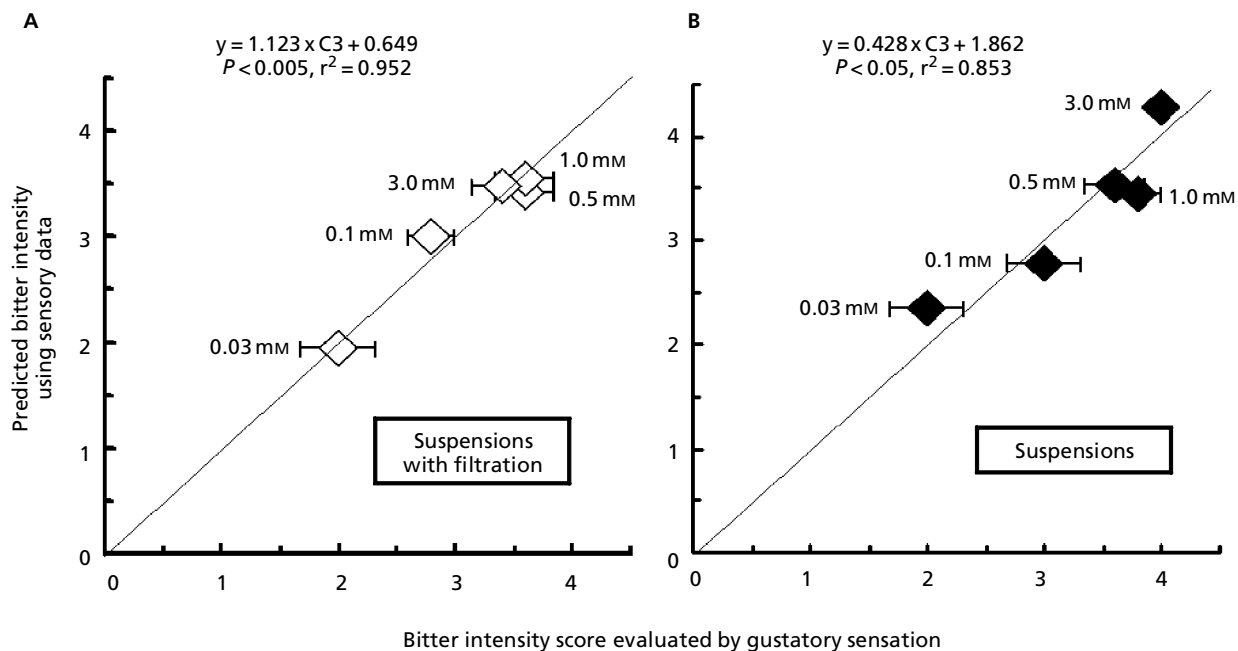 A
y = 1.123 x C3 + 0.649
P < 0.005, r² = 0.952
4
3
2
1
0
3.0 mM
1.0 mM
0.5 mM
0.1 mM
0.03 mM
Suspensions
with filtration
0 1 2 3 4
B
y = 0.428 x C3 + 1.862
P < 0.05, r² = 0.853
4
3
2
1
0
3.0 mM
0.5 mM
1.0 mM
0.1 mM
0.03 mM
Suspensions
0 1 2 3 4
Predicted bitter intensity
using sensory data
Bitter intensity score evaluated by gustatory sensation